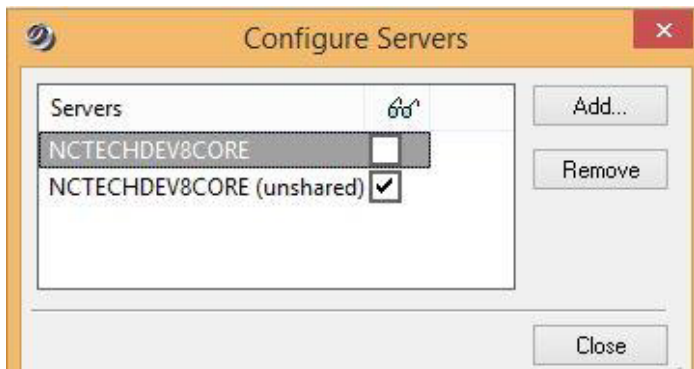 Configure Servers
Servers
Add...
NCTECHDEV8CORE
Remove
NCTECHDEV8CORE (unshared)
Close